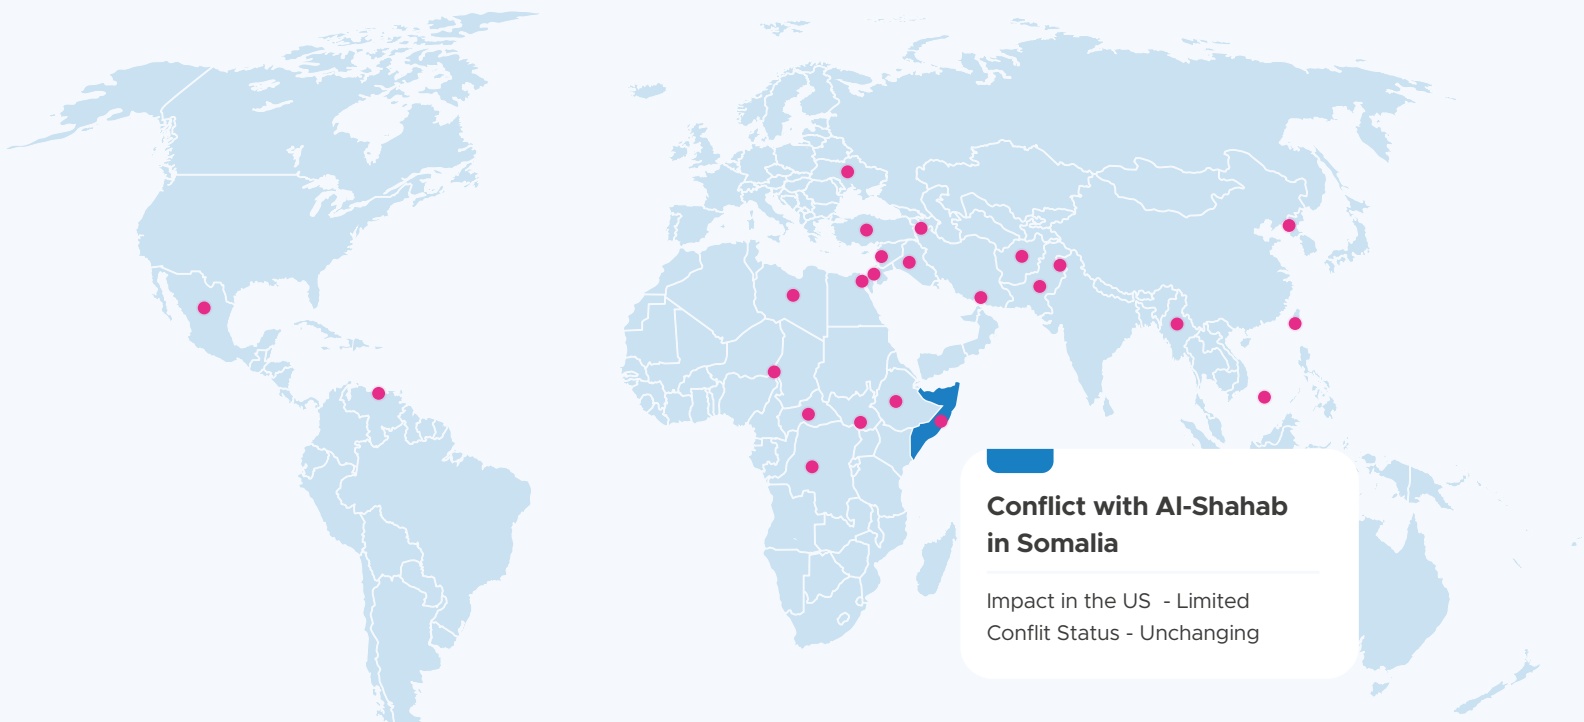 Conflict with Al-Shahab
in Somalia
Impact in the US - Limited
Conflit Status - Unchanging